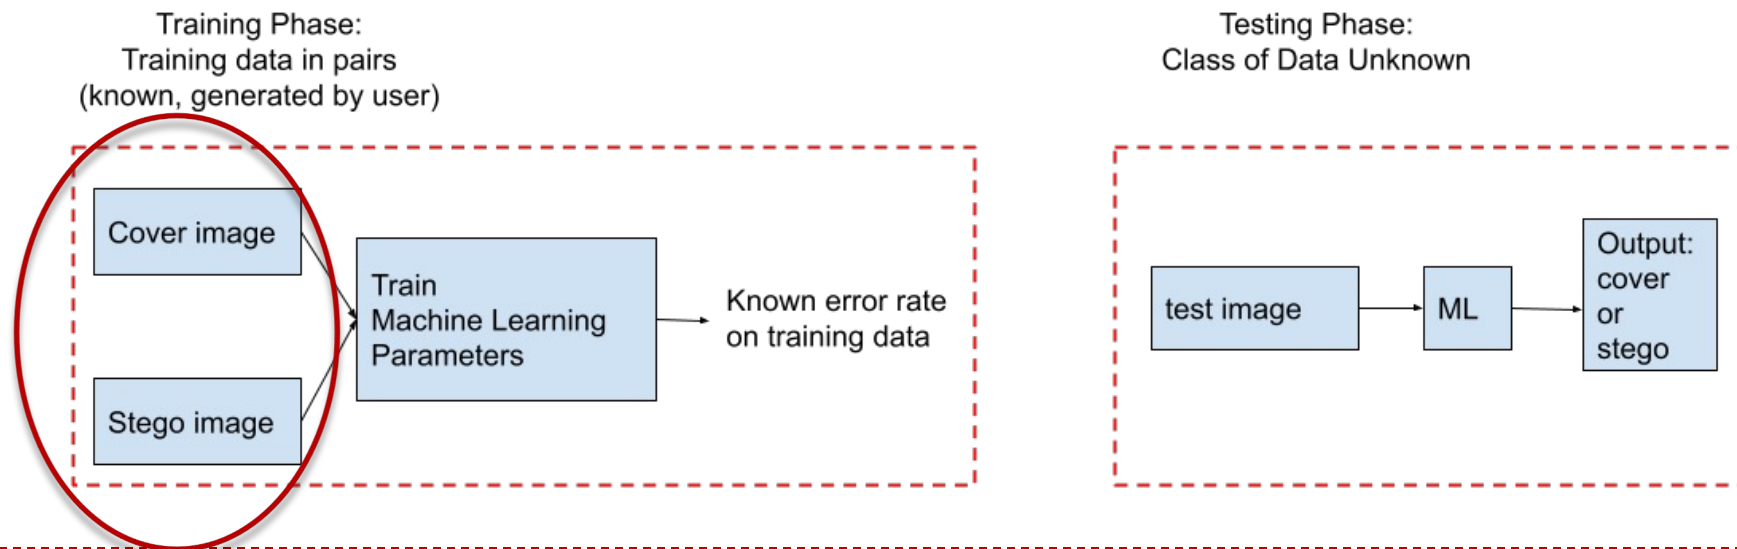 Training Phase:
Training data in pairs
(known, generated by user)
Cover image
Stego image
Train
Machine Learning
Parameters
Known error rate
on training data
Testing Phase:
Class of Data Unknown
test image
ML
Output:
cover
or
stego